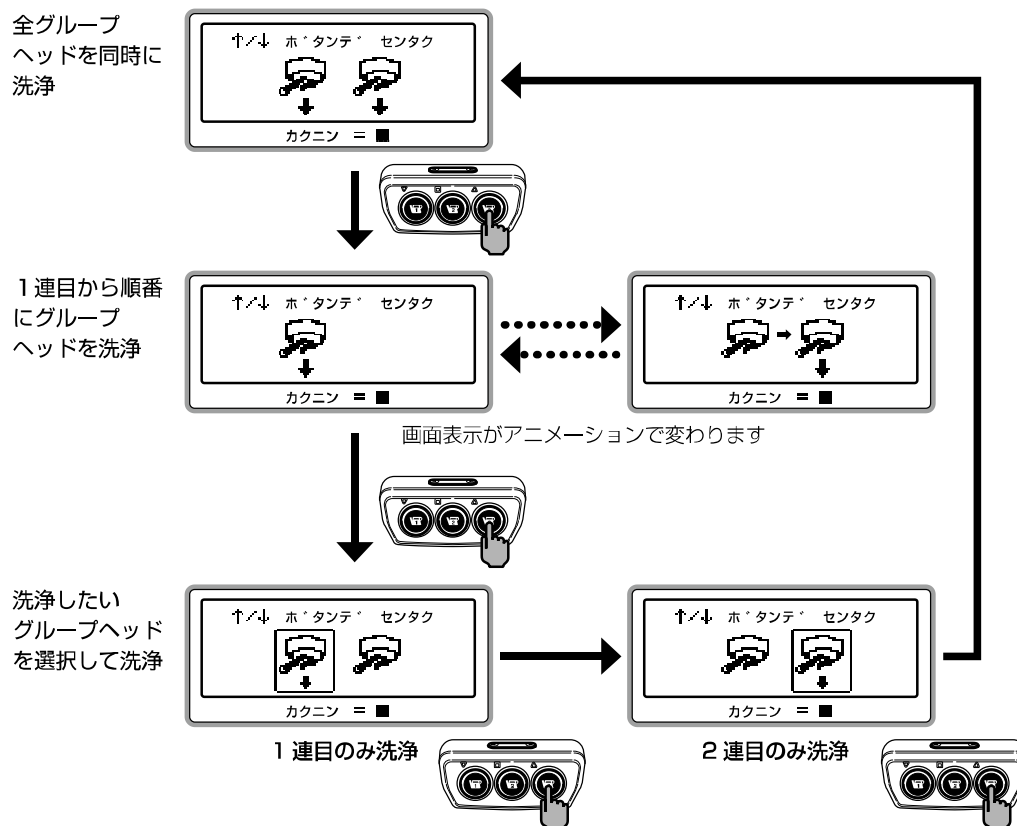 全グループ
ヘッドを同時に
洗浄
↑/↓ ホ゛タンデ センタク
カクニン = ■
1連目から順番
にグループ
ヘッドを洗浄
↑/↓ ホ゛タンデ センタク
カクニン = ■
↑/↓ ホ゛タンデ センタク
カクニン = ■
画面表示がアニメーションで変わります
洗浄したい
グループヘッド
を選択して洗浄
↑/↓ ホ゛タンデ センタク
カクニン = ■
↑/↓ ホ゛タンデ センタク
カクニン = ■
1連目のみ洗浄
2連目のみ洗浄